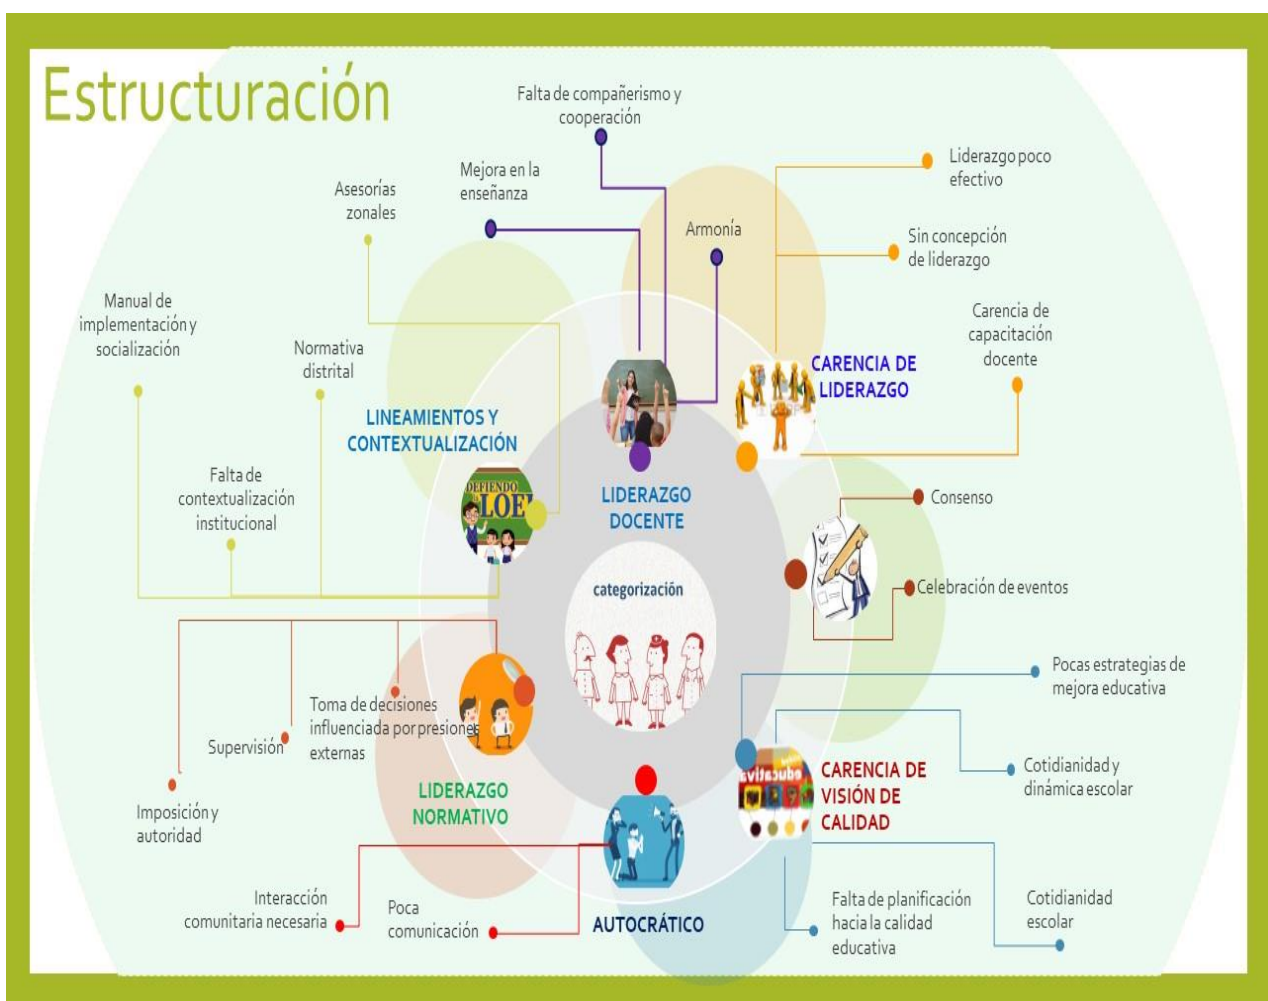 Estructuración
Falta de compañerismo y
cooperación
Mejora en la
enseñanza
Asesorías
zonales
Armonía
Liderazgo poco
efectivo
Sin concepción
de liderazgo
Manual de
implementación y
socialización
Normativa
distrital
Carencia de
capacitación
docente
CARENCIA DE
LIDERAZGO
LINEAMIENTOS Y
CONTEXTUALIZACIÓN
Falta de
contextualización
institucional
DEFIENDO
LOEI
LIDERAZGO
DOCENTE
Consenso
categorización
Celebración de eventos
Pocas estrategias de
mejora educativa
Toma de decisiones
influenciada por presiones
externas
Supervisión
Imposición y
autoridad
LIDERAZGO
NORMATIVO
CARENCIA DE
VISIÓN DE
CALIDAD
Cotidianidad y
dinámica escolar
Interacción
comunitaria necesaria
Poca
comunicación
AUTOCRÁTICO
Falta de planificación
hacia la calidad
educativa
Cotidianidad
escolar